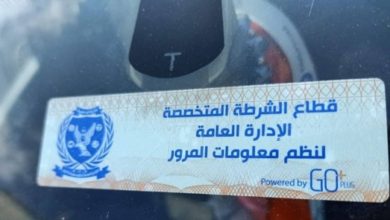 T
قطاع الشرطة المتخصصة
الإدارة العامة
لنظم معلومات المرور
Powered by GO+ PLUS